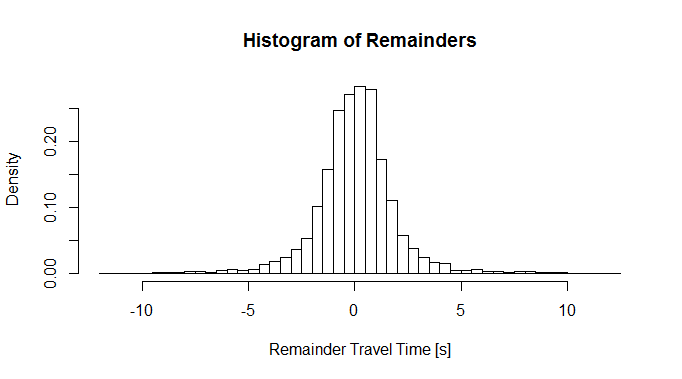 Histogram of Remainders
Density
0.20
0.10
0.00
-10 -5 0 5 10
Remainder Travel Time [s]